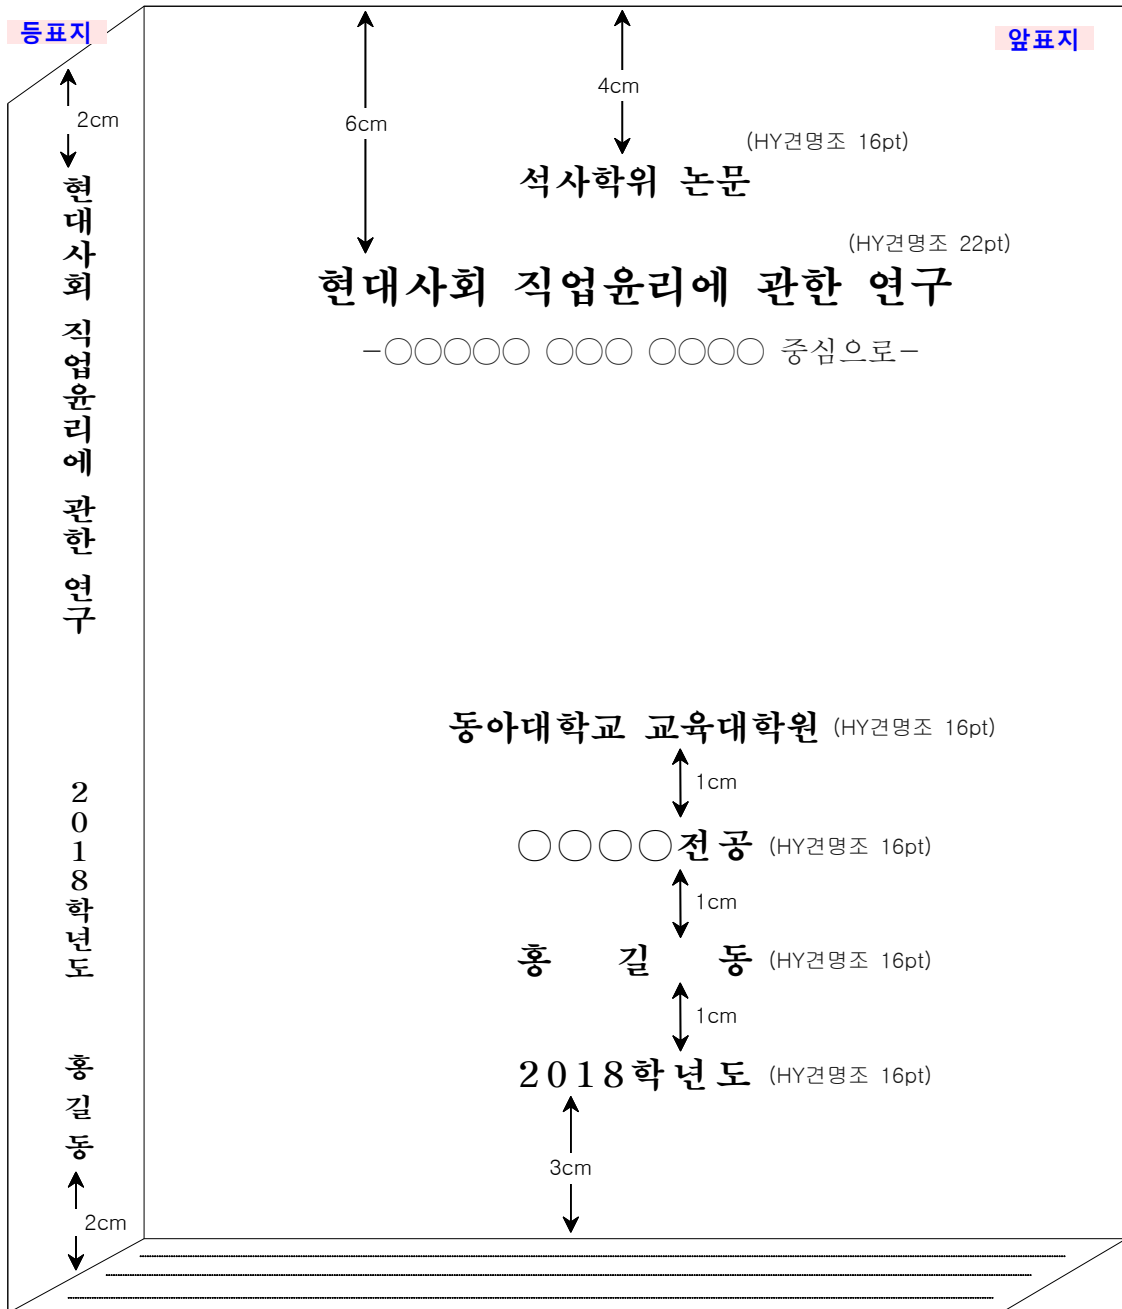 등표지
2cm
현대사회 직업윤리에 관한 연구
2018학년도
홍길동
2cm
앞표지
4cm
6cm
(HY견명조 16pt)
석사학위 논문
(HY견명조 22pt)
현대사회 직업윤리에 관한 연구
-○○○○○ ○○○ ○○○○ 중심으로-
동아대학교 교육대학원 (HY견명조 16pt)
1cm
○○○○전공 (HY견명조 16pt)
1cm
홍 길 동 (HY견명조 16pt)
1cm
2018학년도 (HY견명조 16pt)
3cm